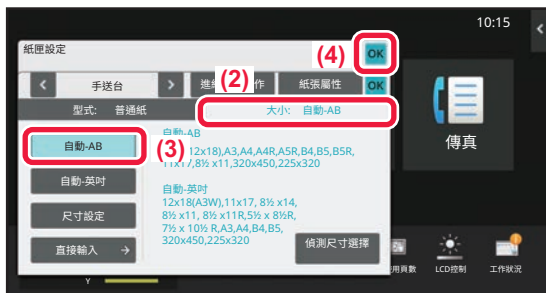 10:15
紙匣設定
(4)
OK
手送台
(2)
作
紙張屬性
OK
型式: 普通紙
大小: 自動-AB
自動-AB
(3)
自動-AB
12x18),A3,A4,A4R,A5R,B4,B5,B5R,
11x17,8½ x11,320x450,225x320
自動-英吋
自動-英吋
12x18(A3W),11x17, 8½ x14,
8½ x11, 8½ x11R,5½ x 8½R,
7½ x 10½ R,A3,A4,B4,B5,
320x450,225x320
尺寸設定
直接輸入
偵測尺寸選擇
傳真
用頁數
LCD控制
工作狀況
Y